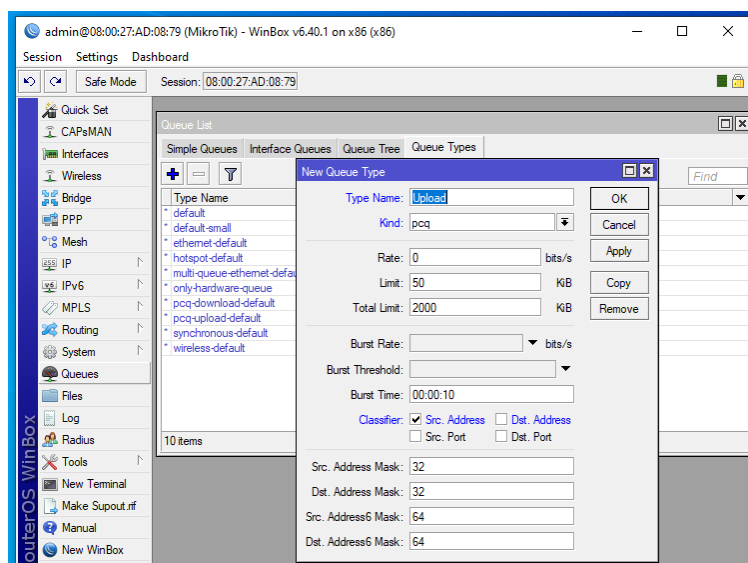 admin@08:00:27:AD:08:79 (MikroTik) - WinBox v6.40.1 on x86 (x86)
Session Settings Dashboard
Safe Mode Session: 08:00:27:AD:08:79
Quick Set
CAPsMAN
Interfaces
Wireless
Bridge
PPP
Mesh
IP
IPv6
MPLS
Routing
System
Queues
Files
Log
Radius
Tools
New Terminal
Make Supout.rif
Manual
New WinBox
outerOS WinBox
Queue List
Simple Queues Interface Queues Queue Tree Queue Types
Find
Type Name
* default
* default-small
* ethernet-default
* hotspot-default
* multi-queue-ethernet-defau
* only-hardware-queue
* pcq-download-default
* pcq-upload-default
* synchronous-default
* wireless-default
10 items
New Queue Type
Type Name: Upload
Kind: pcq
Rate: 0 bits/s
Limit: 50 KiB
Total Limit: 2000 KiB
Burst Rate: bits/s
Burst Threshold:
Burst Time: 00:00:10
Classifier: Src. Address Dst. Address
Src. Port Dst. Port
Src. Address Mask: 32
Dst. Address Mask: 32
Src. Address6 Mask: 64
Dst. Address6 Mask: 64
OK
Cancel
Apply
Copy
Remove